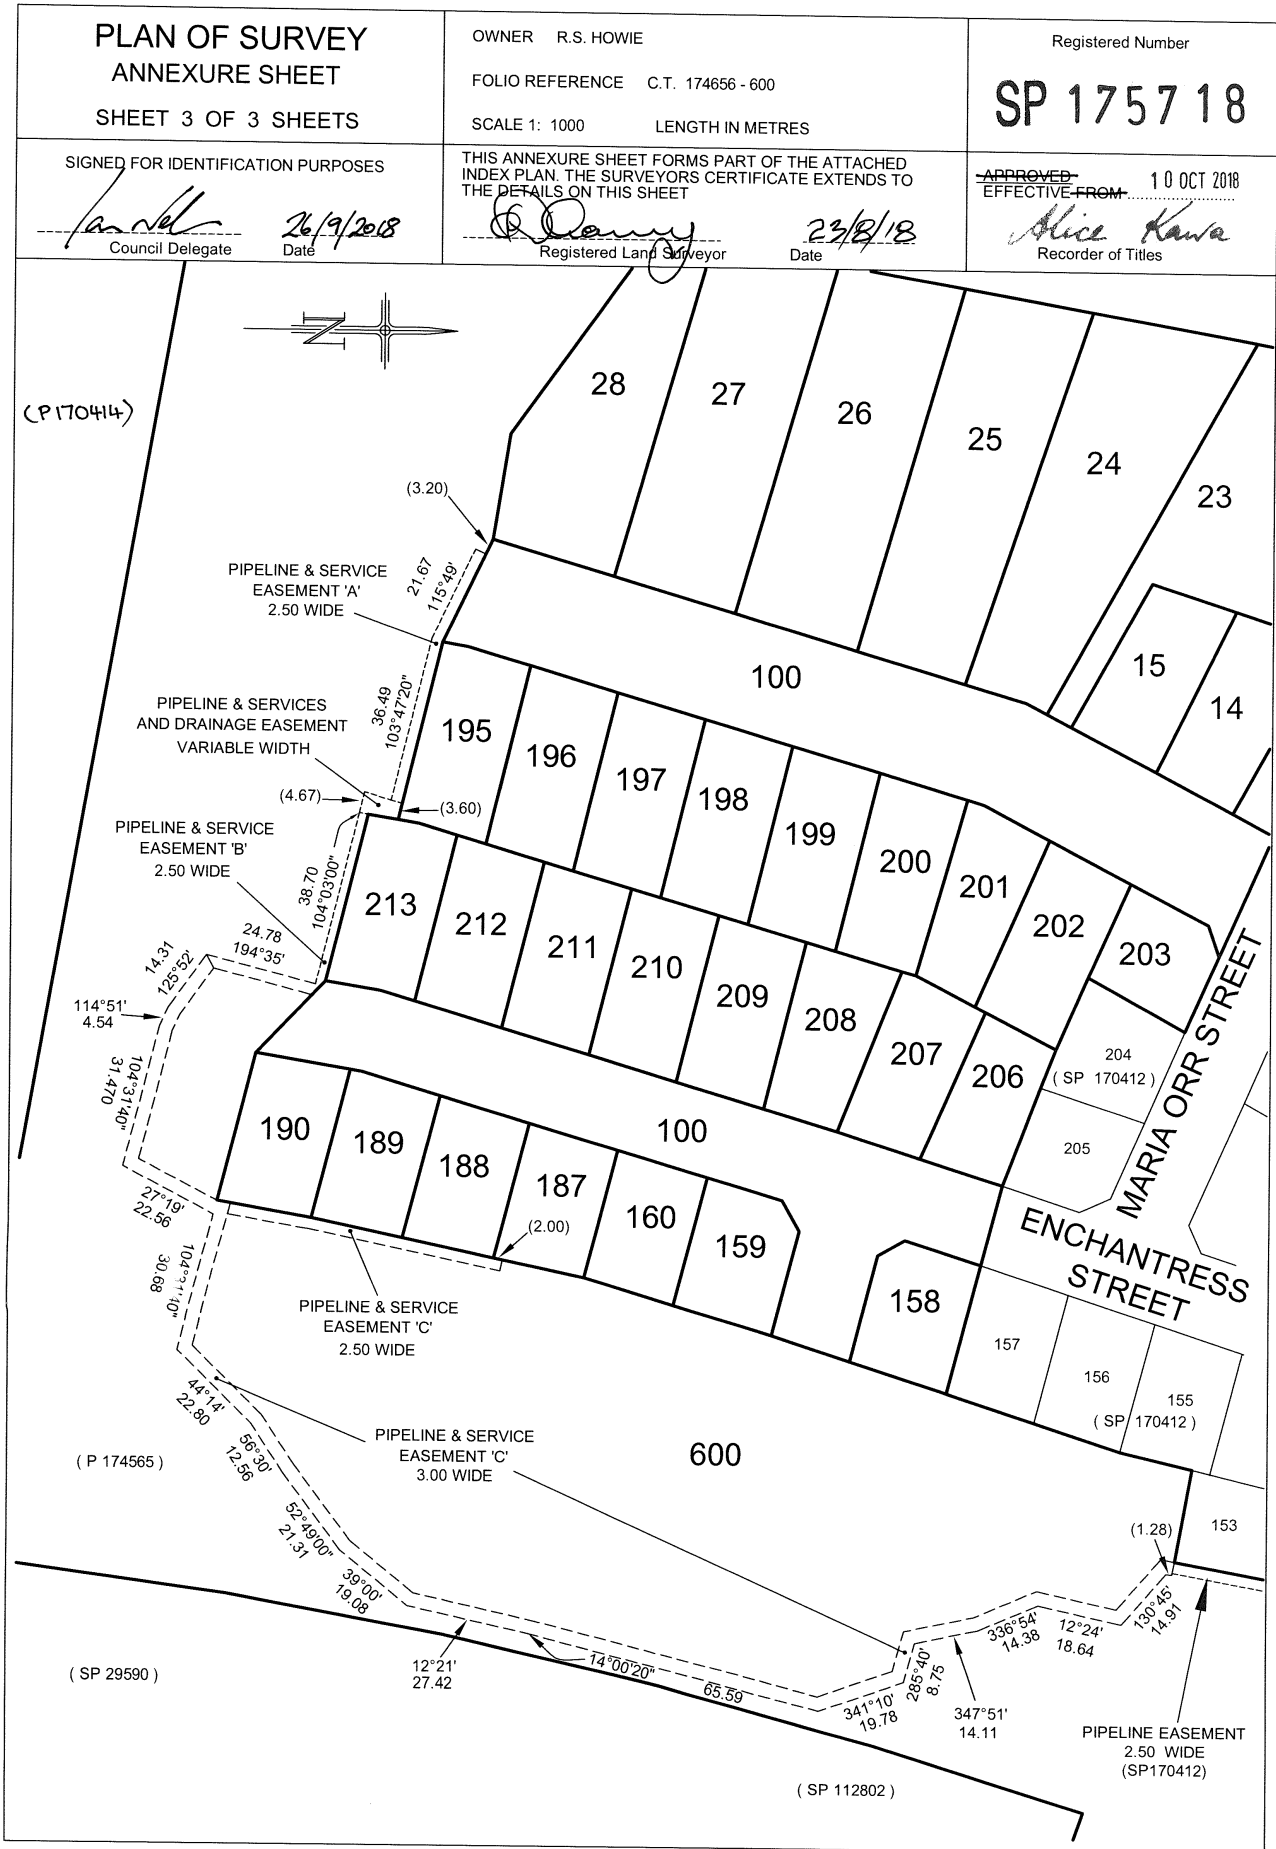 PLAN OF SURVEY
ANNEXURE SHEET
SHEET 3 OF 3 SHEETS
OWNER R.S. HOWIE
FOLIO REFERENCE C.T. 174656 - 600
SCALE 1: 1000 LENGTH IN METRES
Registered Number
SP 175718
SIGNED FOR IDENTIFICATION PURPOSES
26/9/2018
Council Delegate Date
THIS ANNEXURE SHEET FORMS PART OF THE ATTACHED
INDEX PLAN. THE SURVEYORS CERTIFICATE EXTENDS TO
THE DETAILS ON THIS SHEET
23/8/18
Registered Land Surveyor Date
APPROVED
EFFECTIVE FROM 10 OCT 2018
Alice Kawa
Recorder of Titles
N
(P170414)
28
27
26
25
24
23
(3.20)
21.67
115°49'
PIPELINE & SERVICE
EASEMENT 'A'
2.50 WIDE
15
14
100
36.49
103°47'20"
PIPELINE & SERVICES
AND DRAINAGE EASEMENT
VARIABLE WIDTH
195
196
197
198
199
200
201
202
203
(4.67)
(3.60)
PIPELINE & SERVICE
EASEMENT 'B'
2.50 WIDE
38.70
104°03'00"
213
212
211
210
209
208
207
206
204
( SP 170412 )
205
MARIA ORR STREET
24.78
194°35'
14.31
125°52'
114°51'
4.54
104°31'40"
31.470
100
190
189
188
187
160
159
158
27°19'
22.56
(2.00)
ENCHANTRESS
STREET
104°31'40"
30.68
PIPELINE & SERVICE
EASEMENT 'C'
2.50 WIDE
157
156
155
( SP 170412 )
44°14'
22.80
PIPELINE & SERVICE
EASEMENT 'C'
3.00 WIDE
600
( P 174565 )
56°30'
12.56
52°49'00"
21.31
39°00'
19.08
(1.28)
153
130°45'
14.91
336°54'
14.38
12°24'
18.64
( SP 29590 )
12°21'
27.42
14°00'20"
65.59
341°10'
19.78
285°40'
8.75
347°51'
14.11
PIPELINE EASEMENT
2.50 WIDE
(SP170412)
( SP 112802 )